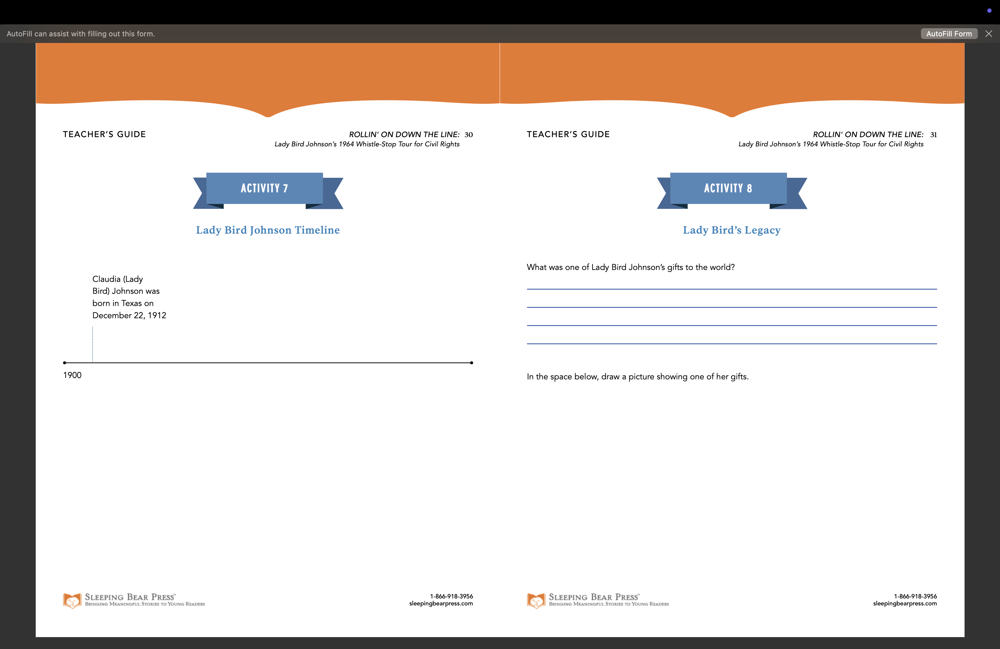 AutoFill can assist with filling out this form.
AutoFill Form
TEACHER’S GUIDE
ROLLIN' ON DOWN THE LINE: 30
Lady Bird Johnson’s 1964 Whistle-Stop Tour for Civil Rights
ACTIVITY 7
Lady Bird Johnson Timeline
Claudia (Lady
Bird) Johnson was
born in Texas on
December 22, 1912
1900
SLEEPING BEAR PRESS™
BRINGING MEANINGFUL STORIES TO YOUNG READERS
1-866-918-3956
sleepingbearpress.com
TEACHER’S GUIDE
ROLLIN' ON DOWN THE LINE: 31
Lady Bird Johnson’s 1964 Whistle-Stop Tour for Civil Rights
ACTIVITY 8
Lady Bird’s Legacy
What was one of Lady Bird Johnson’s gifts to the world?
In the space below, draw a picture showing one of her gifts.
SLEEPING BEAR PRESS™
BRINGING MEANINGFUL STORIES TO YOUNG READERS
1-866-918-3956
sleepingbearpress.com